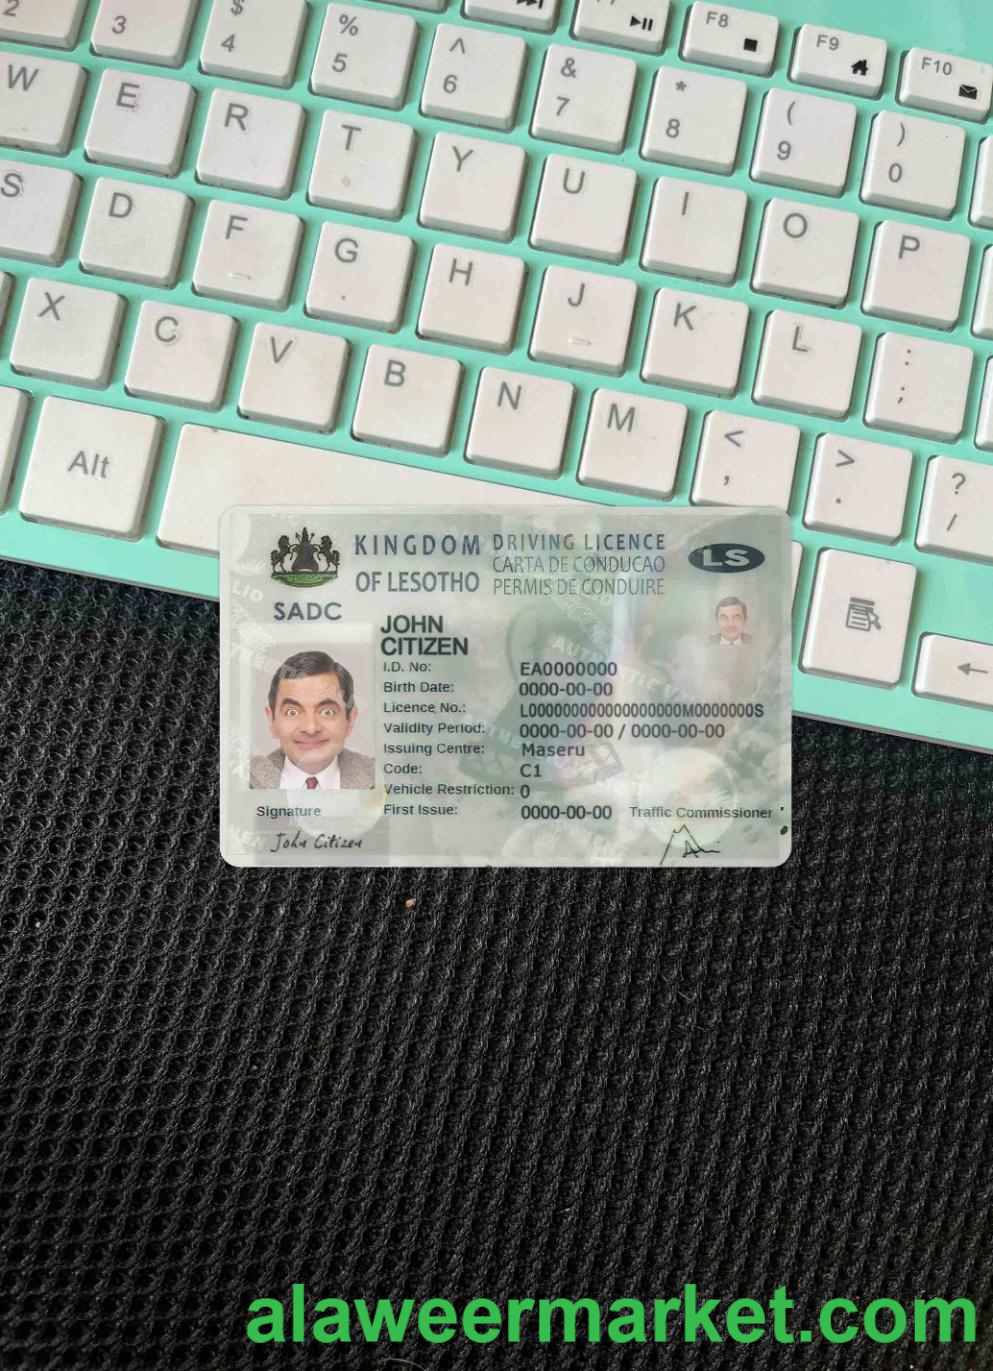 2
3
$
4
%
5
^
6
&
7
*
8
(
9
)
0
F8
F9
F10
W
E
R
T
Y
U
I
O
P
S
D
F
G
H
J
K
L
:
;
X
C
V
B
N
M
<
,
>
.
?
/
Alt
KINGDOM
OF LESOTHO
DRIVING LICENCE
CARTA DE CONDUCAO
PERMIS DE CONDUIRE
LS
SADC
JOHN
CITIZEN
I.D. No: EA0000000
Birth Date: 0000-00-00
Licence No.: L000000000000000000M0000000S
Validity Period: 0000-00-00 / 0000-00-00
Issuing Centre: Maseru
Code: C1
Vehicle Restriction: 0
First Issue: 0000-00-00
Traffic Commissioner
Signature
John Citizen
alaweermarket.com